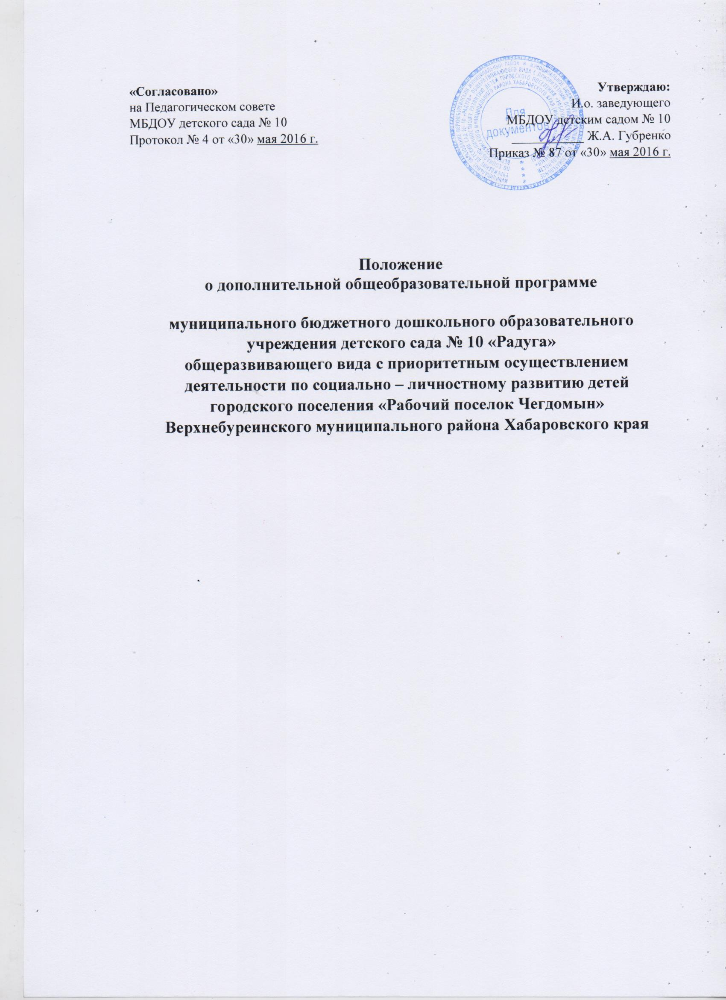 «Согласовано»
на Педагогическом совете
МБДОУ детского сада № 10
Протокол № 4 от «30» мая 2016 г.
Утверждаю:
И.о. заведующего
МБДОУ детским садом № 10
Ж.А. Губренко
Приказ № 87 от «30» мая 2016 г.
Для
документов
Положение
о дополнительной общеобразовательной программе
муниципального бюджетного дошкольного образовательного
учреждения детского сада № 10 «Радуга»
общеразвивающего вида с приоритетным осуществлением
деятельности по социально – личностному развитию детей
городского поселения «Рабочий поселок Чегдомын»
Верхнебуреинского муниципального района Хабаровского края